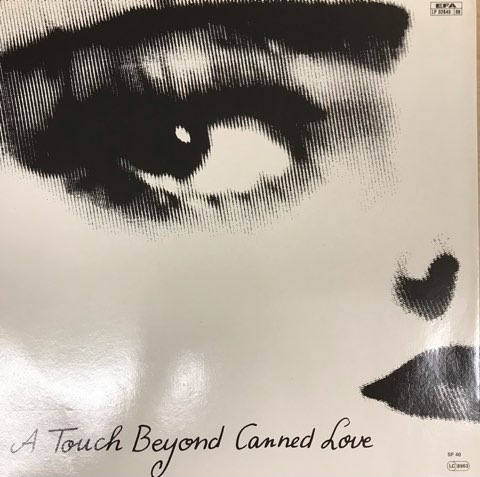 EFA
LP 02640 08
A Touch Beyond Canned Love
SF 40
LC 8963